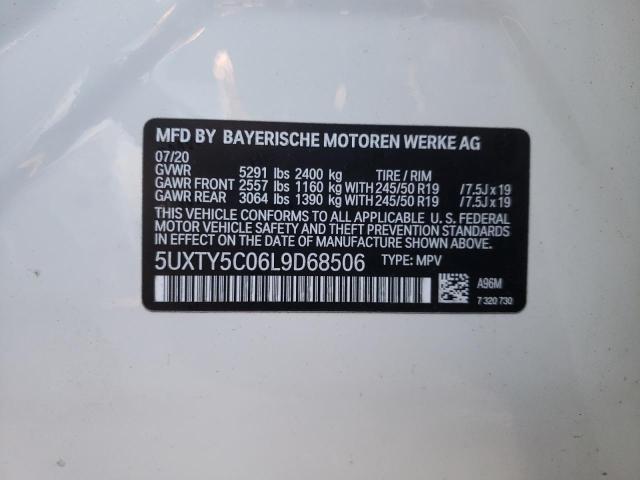 MFD BY BAYERISCHE MOTOREN WERKE AG
07/20
GVWR 5291 lbs 2400 kg TIRE / RIM
GAWR FRONT 2557 lbs 1160 kg WITH 245/50 R19 /7.5J x 19
GAWR REAR 3064 lbs 1390 kg WITH 245/50 R19 /7.5J x 19
THIS VEHICLE CONFORMS TO ALL APPLICABLE U. S. FEDERAL
MOTOR VEHICLE SAFETY, AND THEFT PREVENTION
STANDARDS IN EFFECT ON THE DATE OF MANUFACTURE SHOWN ABOVE.
5UXTY5C06L9D68506 TYPE: MPV
A96M
7 320 730